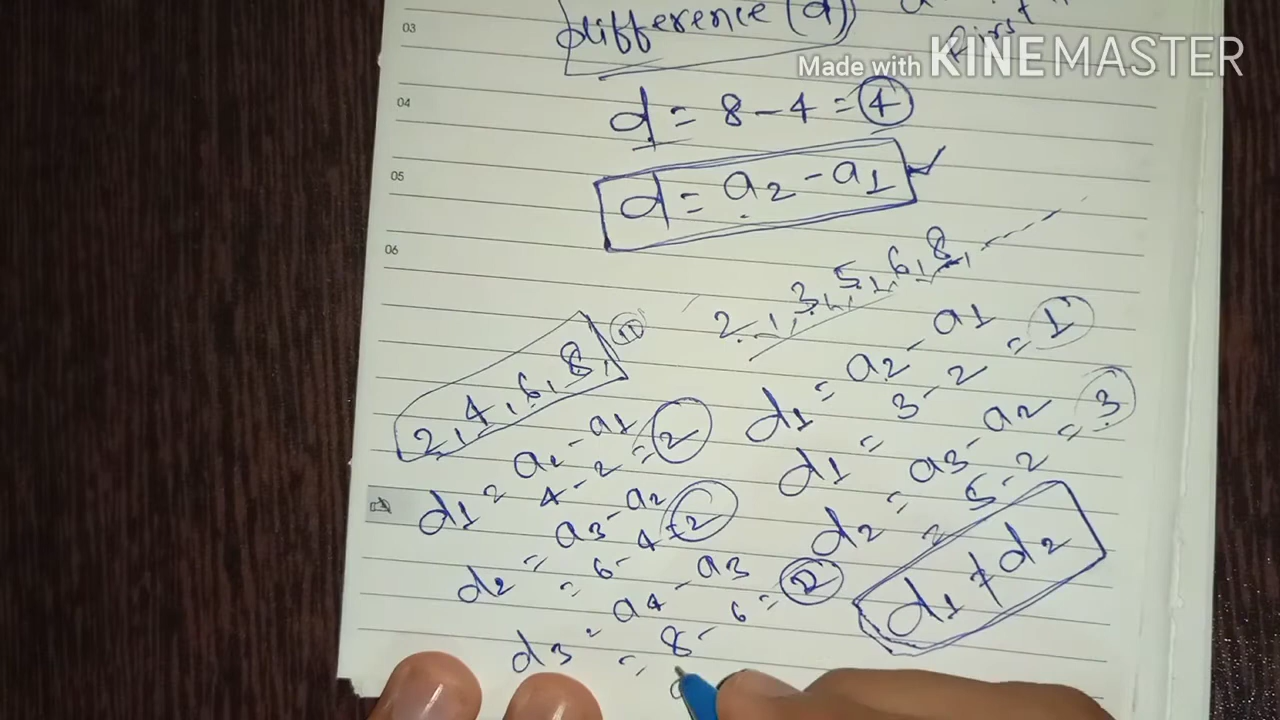 difference (d)
first
Made with KINEMASTER
03
d = 8 - 4 = 4
04
d = a2 - a1
05
06
2, 3, 5, 6, 8,
d1 = a2 - a1
3 - 2 = 1
d1 = a3 - a2
d2 = 5 - 2 = 3
d1 ≠ d2
2, 4, 6, 8,
d1 = a2 - a1
4 - 2 = 2
d2 = a3 - a2
= 6 - 4 = 2
d3 = a4 - a3
= 8 - 6 = 2